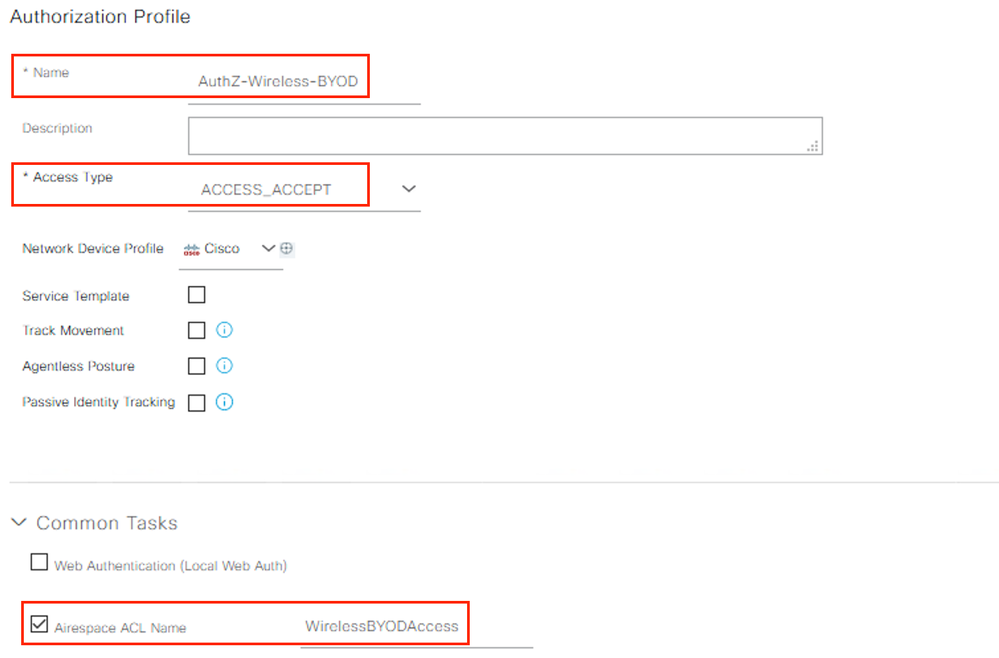 Authorization Profile
* Name AuthZ-Wireless-BYOD
Description
* Access Type ACCESS_ACCEPT
Network Device Profile cisco Cisco
Service Template
Track Movement
Agentless Posture
Passive Identity Tracking
Common Tasks
Web Authentication (Local Web Auth)
Airespace ACL Name WirelessBYODAccess